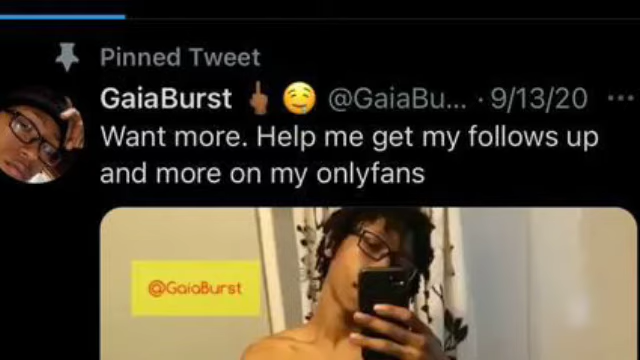 Pinned Tweet
GaiaBurst 🖕🏾 🤤 @GaiaBu... · 9/13/20 ···
Want more. Help me get my follows up
and more on my onlyfans
@GaiaBurst